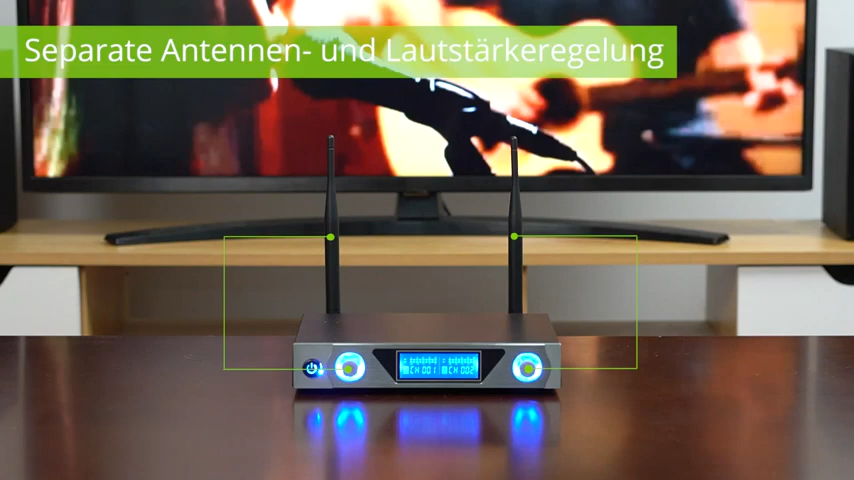 Separate Antennen- und Lautstärkeregelung
CH 001 CH 002